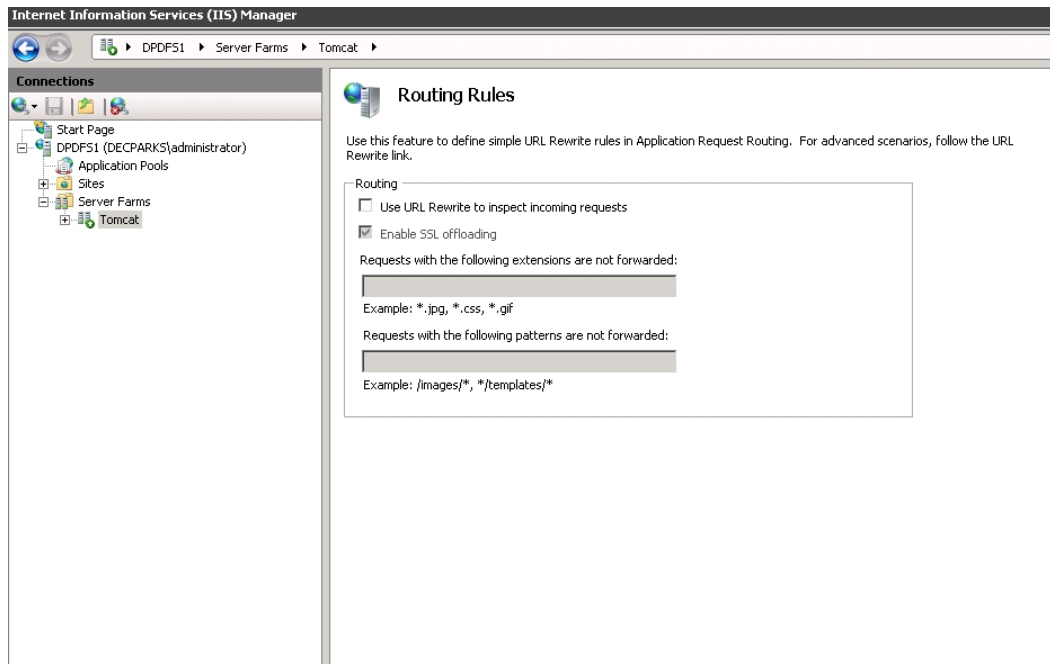 Internet Information Services (IIS) Manager
DPDFS1 Server Farms Tomcat
Connections
Start Page
DPDFS1 (DECPARKS\administrator)
Application Pools
Sites
Server Farms
Tomcat
Routing Rules
Use this feature to define simple URL Rewrite rules in Application Request Routing. For advanced scenarios, follow the URL
Rewrite link.
Routing
Use URL Rewrite to inspect incoming requests
Enable SSL offloading
Requests with the following extensions are not forwarded:
Example: *.jpg, *.css, *.gif
Requests with the following patterns are not forwarded:
Example: /images/*, */templates/*